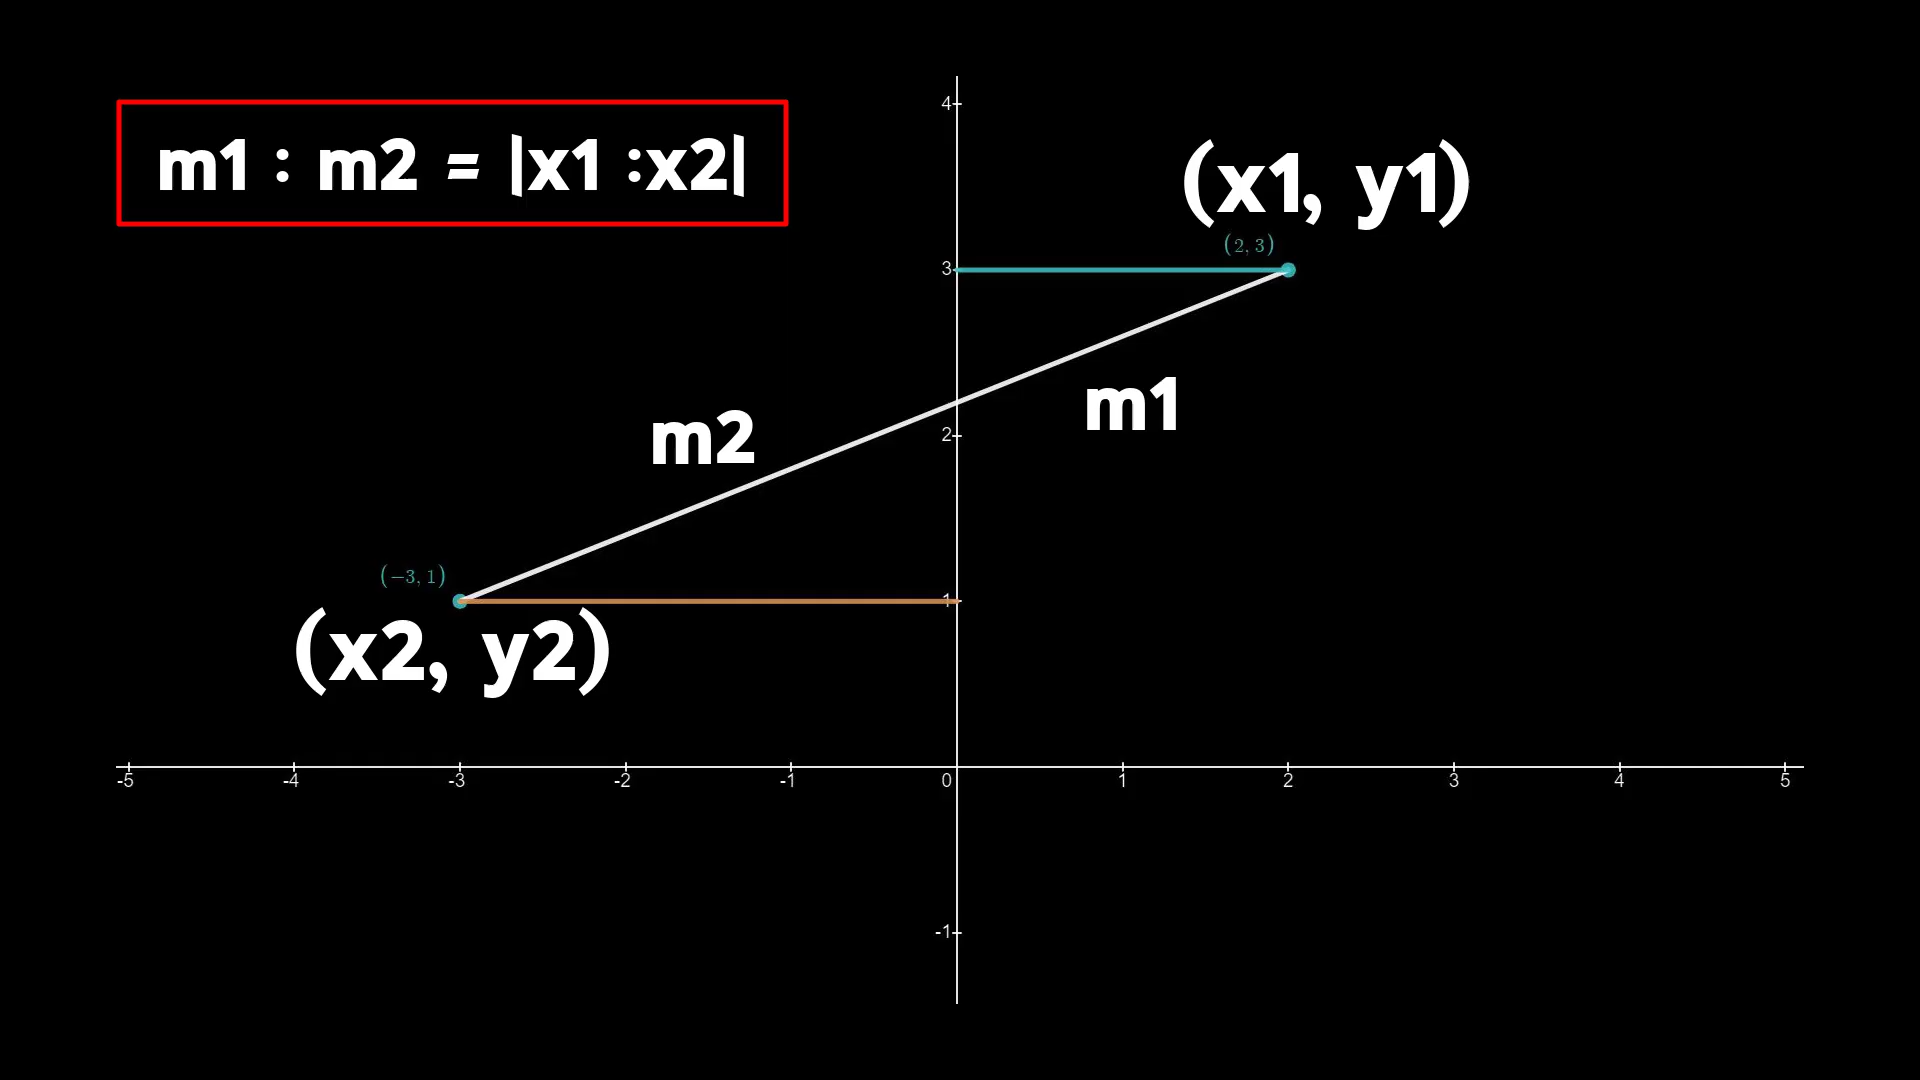 m1 : m2 = |x1 :x2|
4
(x1, y1)
(2, 3)
3
m1
m2
2
(−3, 1)
1
(x2, y2)
-5 -4 -3 -2 -1 0 1 2 3 4 5
-1